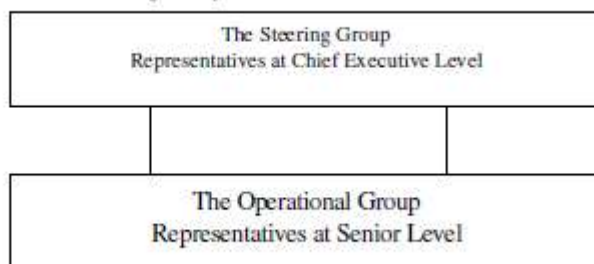 The Steering Group
Representatives at Chief Executive Level
The Operational Group
Representatives at Senior Level